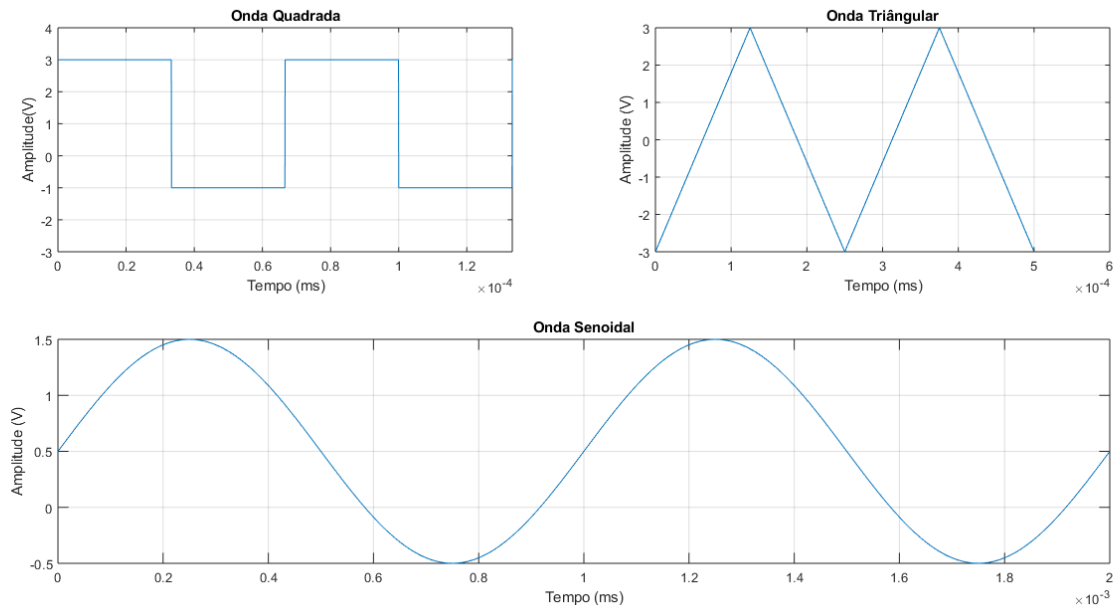 Onda Quadrada
4
3
2
1
0
-1
-2
-3
Amplitude(V)
0 0.2 0.4 0.6 0.8 1 1.2
Tempo (ms)
×10-4
Onda Triângular
3
2
1
0
-1
-2
-3
Amplitude (V)
0 1 2 3 4 5 6
Tempo (ms)
×10-4
Onda Senoidal
1.5
1
0.5
0
-0.5
Amplitude (V)
0 0.2 0.4 0.6 0.8 1 1.2 1.4 1.6 1.8 2
Tempo (ms)
×10-3